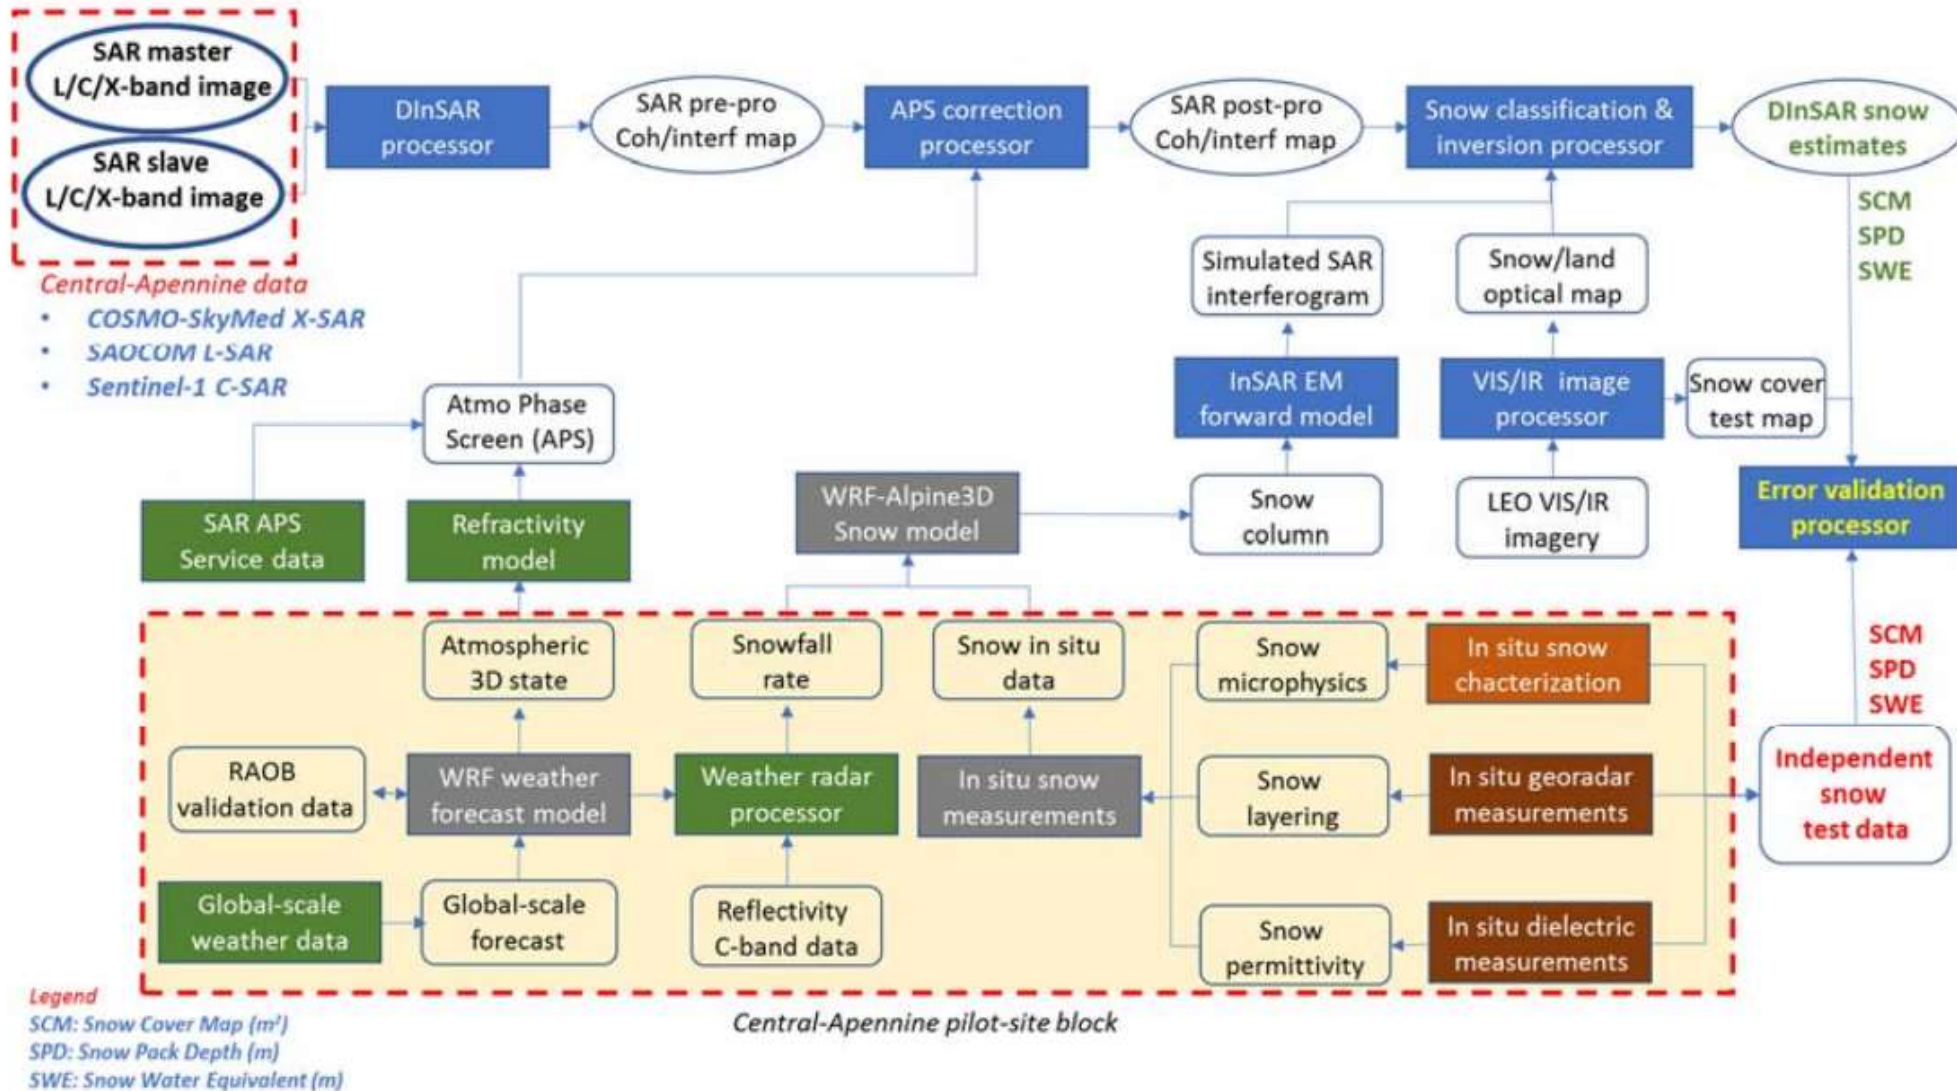 SAR master
L/C/X-band image
SAR slave
L/C/X-band image
DInSAR
processor
SAR pre-pro
Coh/interf map
APS correction
processor
SAR post-pro
Coh/interf map
Snow classification &
inversion processor
DInSAR snow
estimates
SCM
SPD
SWE
Central-Apennine data
• COSMO-SkyMed X-SAR
• SAOCOM L-SAR
• Sentinel-1 C-SAR
Simulated SAR
interferogram
Snow/land
optical map
Atmo Phase
Screen (APS)
InSAR EM
forward model
VIS/IR image
processor
Snow cover
test map
SAR APS
Service data
Refractivity
model
WRF-Alpine3D
Snow model
Snow
column
LEO VIS/IR
imagery
Error validation
processor
Atmospheric
3D state
Snowfall
rate
Snow in situ
data
Snow
microphysics
In situ snow
chacterization
SCM
SPD
SWE
RAOB
validation data
WRF weather
forecast model
Weather radar
processor
In situ snow
measurements
Snow
layering
In situ georadar
measurements
Independent
snow
test data
Global-scale
weather data
Global-scale
forecast
Reflectivity
C-band data
Snow
permittivity
In situ dielectric
measurements
Legend
SCM: Snow Cover Map (m²)
SPD: Snow Pack Depth (m)
SWE: Snow Water Equivalent (m)
Central-Apennine pilot-site block